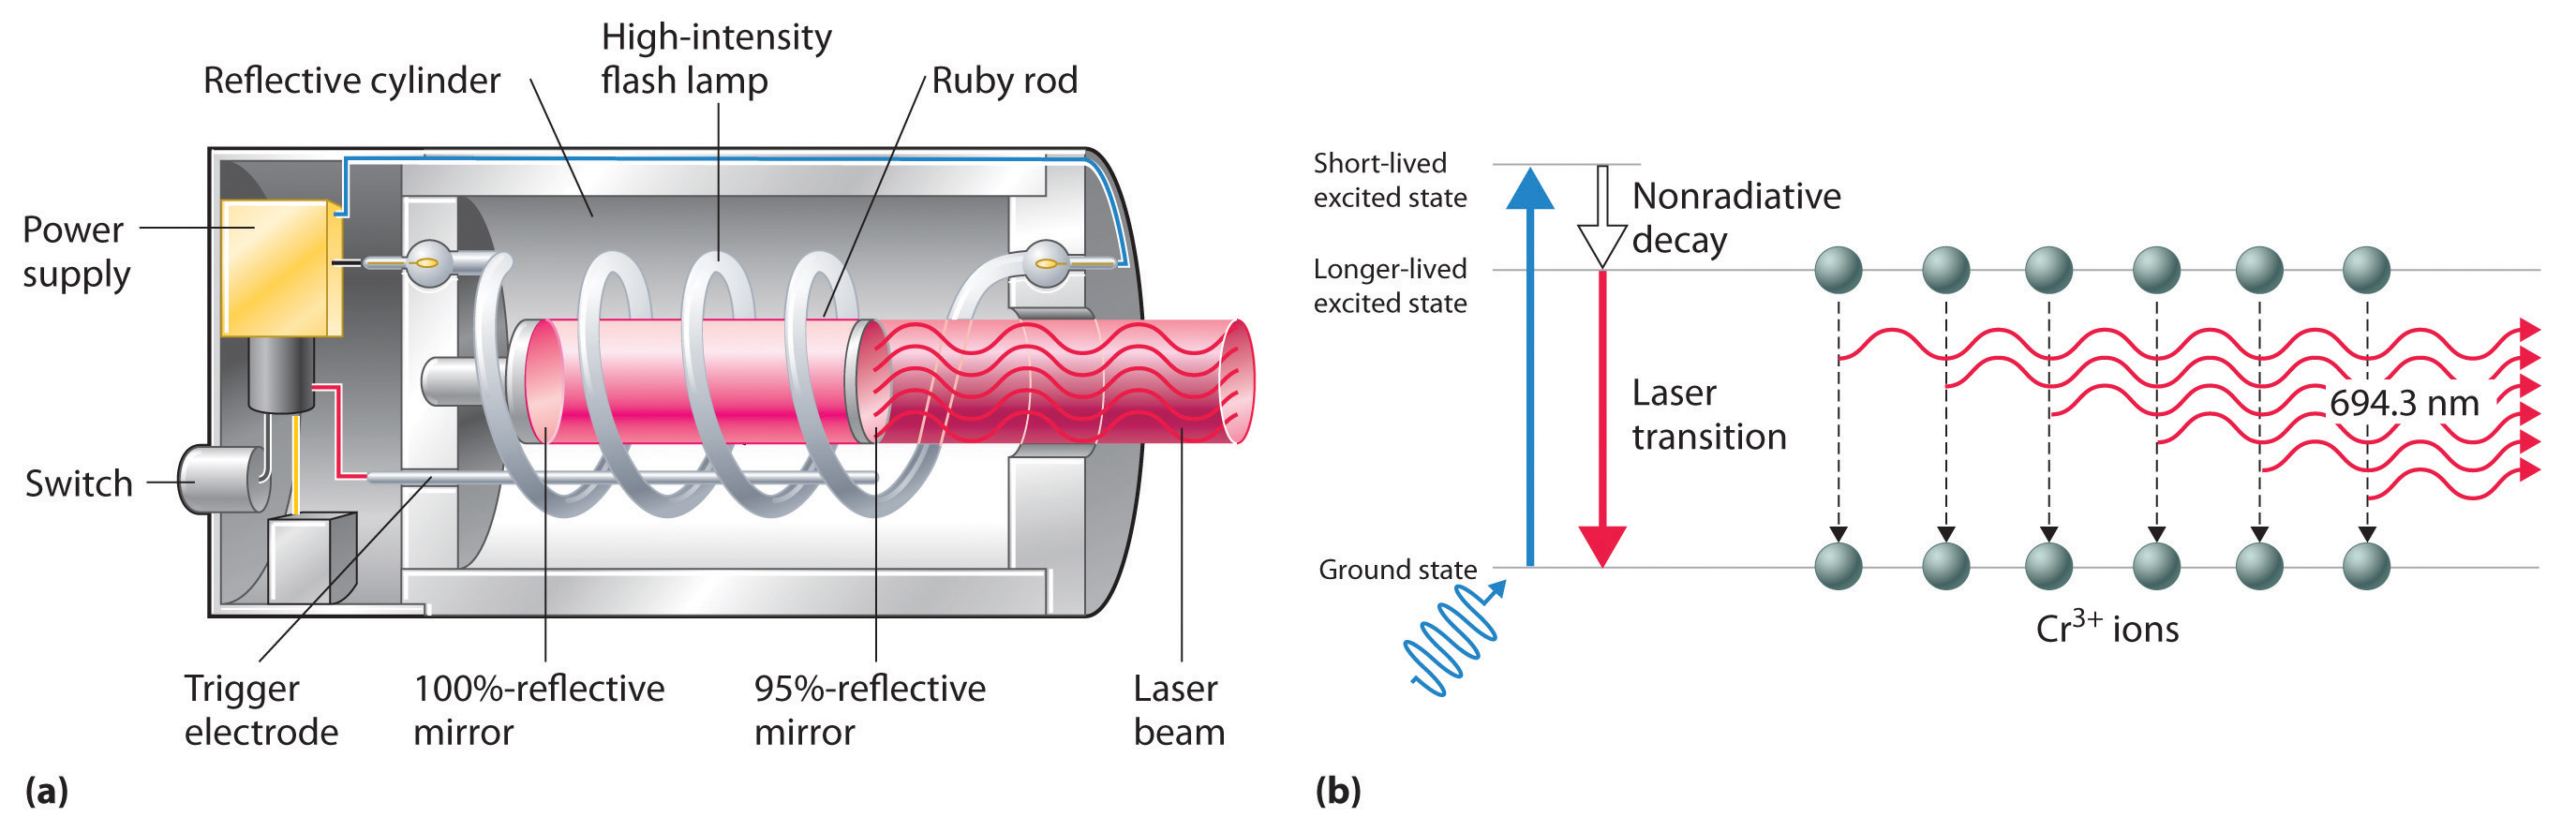 High-intensity
flash lamp
Reflective cylinder
Ruby rod
Power
supply
Switch
Trigger
electrode
100%-reflective
mirror
95%-reflective
mirror
Laser
beam
(a)
Short-lived
excited state
Nonradiative
decay
Longer-lived
excited state
Laser
transition
694.3 nm
Ground state
Cr³⁺ ions
(b)